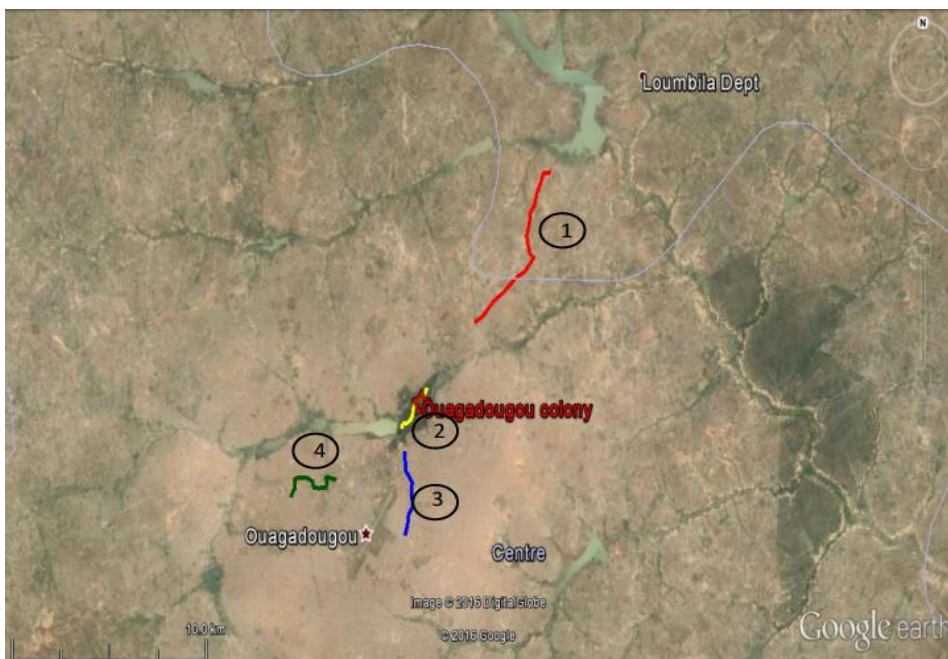 N
Loumbila Dept
1
Ouagadougou colony
2
4
3
Ouagadougou
Centre
Image © 2016 DigitalGlobe
10.0 km
© 2016 Google
Google earth